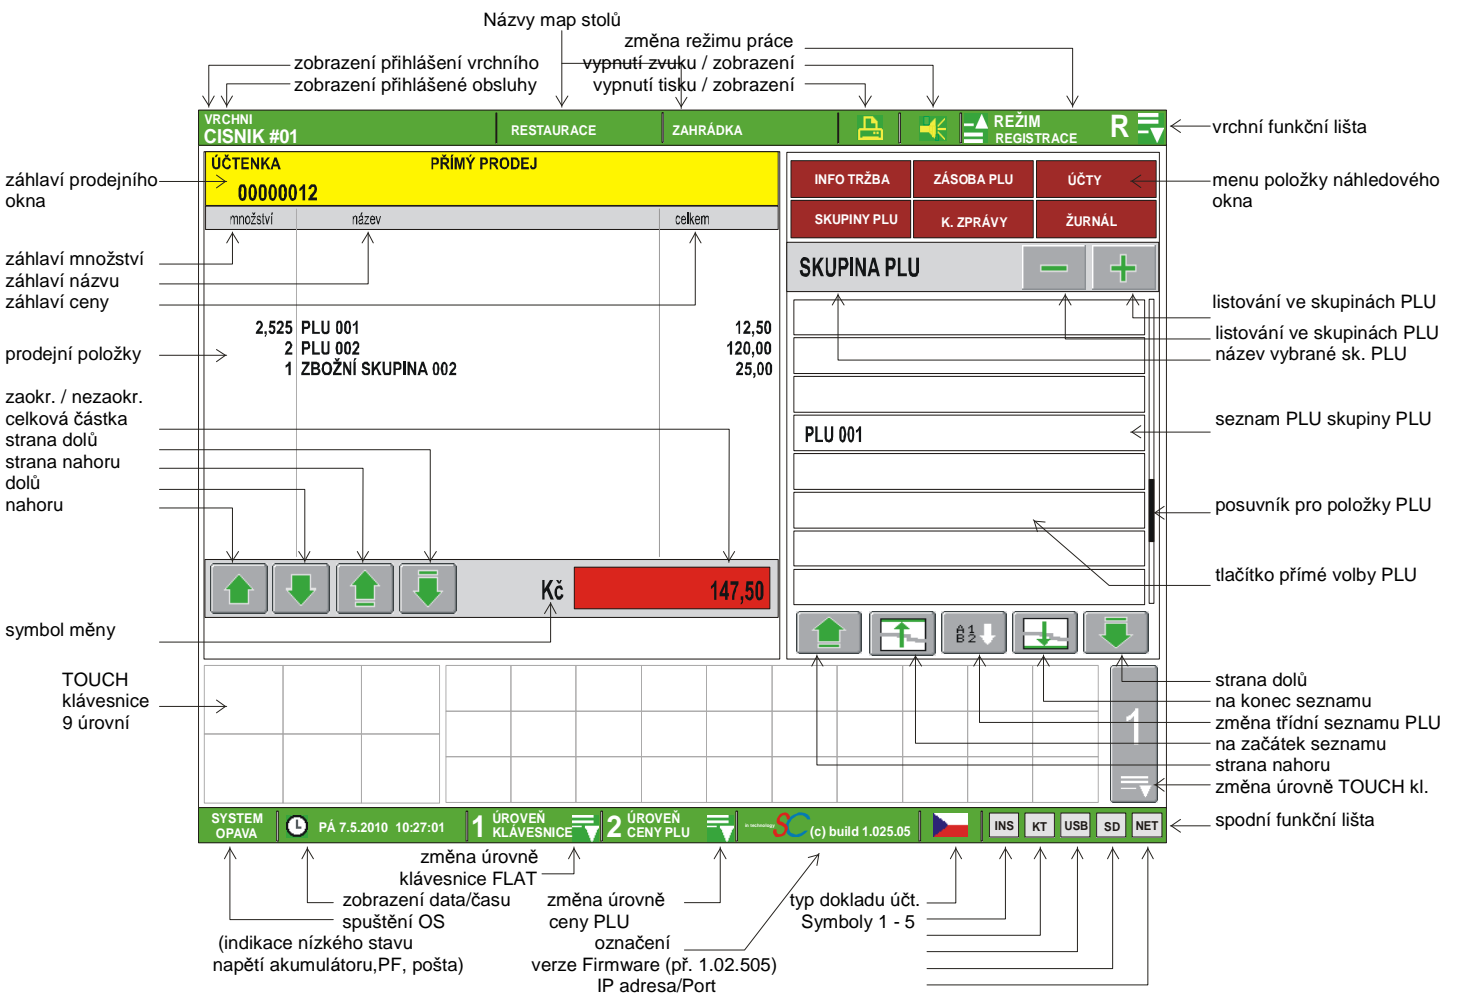 Názvy map stolů
změna režimu práce
zobrazení přihlášení vrchního
vypnutí zvuku / zobrazení
zobrazení přihlášené obsluhy
vypnutí tisku / zobrazení
VRCHNI
CISNIK #01
RESTAURACE
ZAHRÁDKA
REŽIM
REGISTRACE
R
vrchní funkční lišta
ÚČTENKA
PŘÍMÝ PRODEJ
00000012
záhlaví prodejního
okna
INFO TRŽBA
ZÁSOBA PLU
ÚČTY
menu položky náhledového
okna
SKUPINY PLU
K. ZPRÁVY
ŽURNÁL
množství
název
celkem
záhlaví množství
záhlaví názvu
záhlaví ceny
SKUPINA PLU
listování ve skupinách PLU
listování ve skupinách PLU
název vybrané sk. PLU
2,525 PLU 001 12,50
2 PLU 002 120,00
1 ZBOŽNÍ SKUPINA 002 25,00
prodejní položky
zaokr. / nezaokr.
celková částka
strana dolů
strana nahoru
dolů
nahoru
PLU 001
seznam PLU skupiny PLU
posuvník pro položky PLU
tlačítko přímé volby PLU
Kč
147,50
A 1
B 2
symbol měny
TOUCH
klávesnice
9 úrovní
1
strana dolů
na konec seznamu
změna třídní seznamu PLU
na začátek seznamu
strana nahoru
změna úrovně TOUCH kl.
SYSTEM
OPAVA
PÁ 7.5.2010 10:27:01
1 ÚROVEŇ
KLÁVESNICE
2 ÚROVEŇ
CENY PLU
SC
(c) build 1.025.05
INS
KT
USB
SD
NET
spodní funkční lišta
změna úrovně
klávesnice FLAT
zobrazení data/času
spuštění OS
(indikace nízkého stavu
napětí akumulátoru,PF, pošta)
změna úrovně
ceny PLU
označení
verze Firmware (př. 1.02.505)
IP adresa/Port
typ dokladu účt.
Symboly 1 - 5